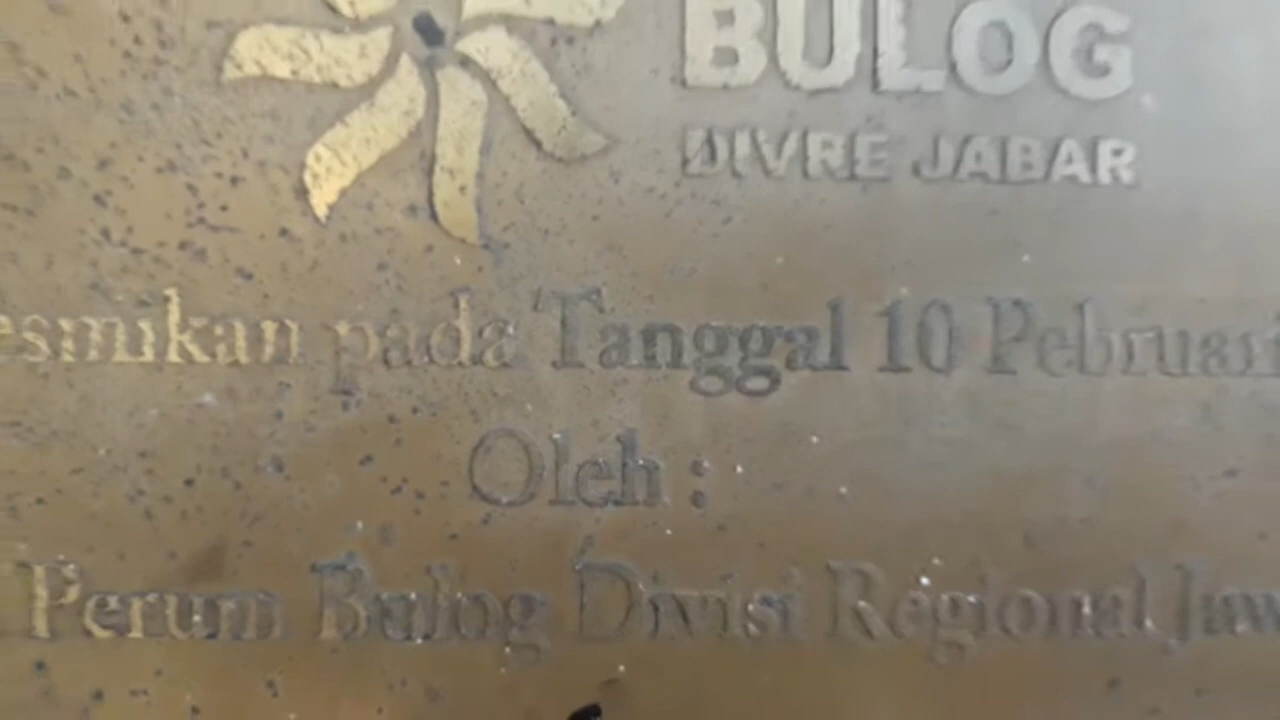 BULOG
DIVRE JABAR
esmikan pada Tanggal 10 Pebruari
Oleh :
Perum Bulog Divisi Regional Jaw